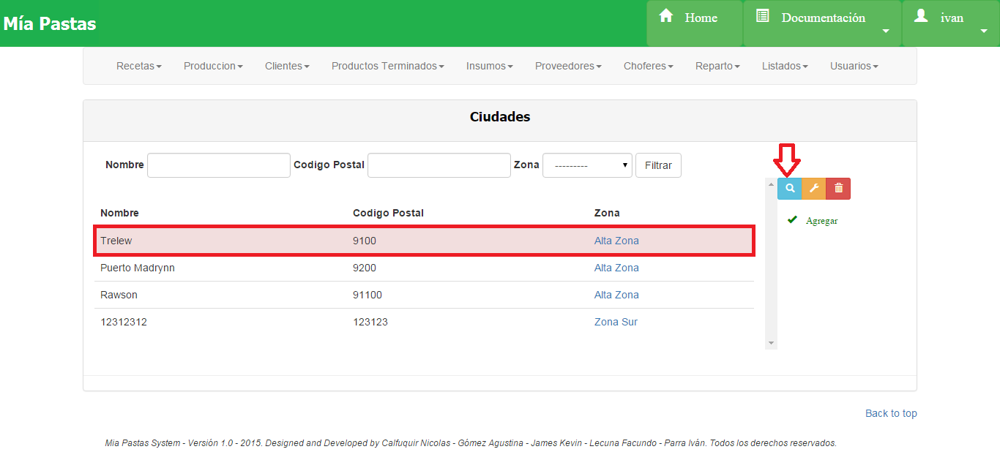 Mía Pastas Home Documentación ivan
Recetas Produccion Clientes Productos Terminados Insumos Proveedores Choferes Reparto Listados Usuarios
Ciudades
Nombre Codigo Postal Zona --------- Filtrar
Nombre Codigo Postal Zona
Agregar
Trelew 9100 Alta Zona
Puerto Madrynn 9200 Alta Zona
Rawson 91100 Alta Zona
12312312 123123 Zona Sur
Back to top
Mia Pastas System - Versión 1.0 - 2015. Designed and Developed by Calfuquir Nicolas - Gómez Agustina - James Kevin - Lecuna Facundo - Parra Iván. Todos los derechos reservados.